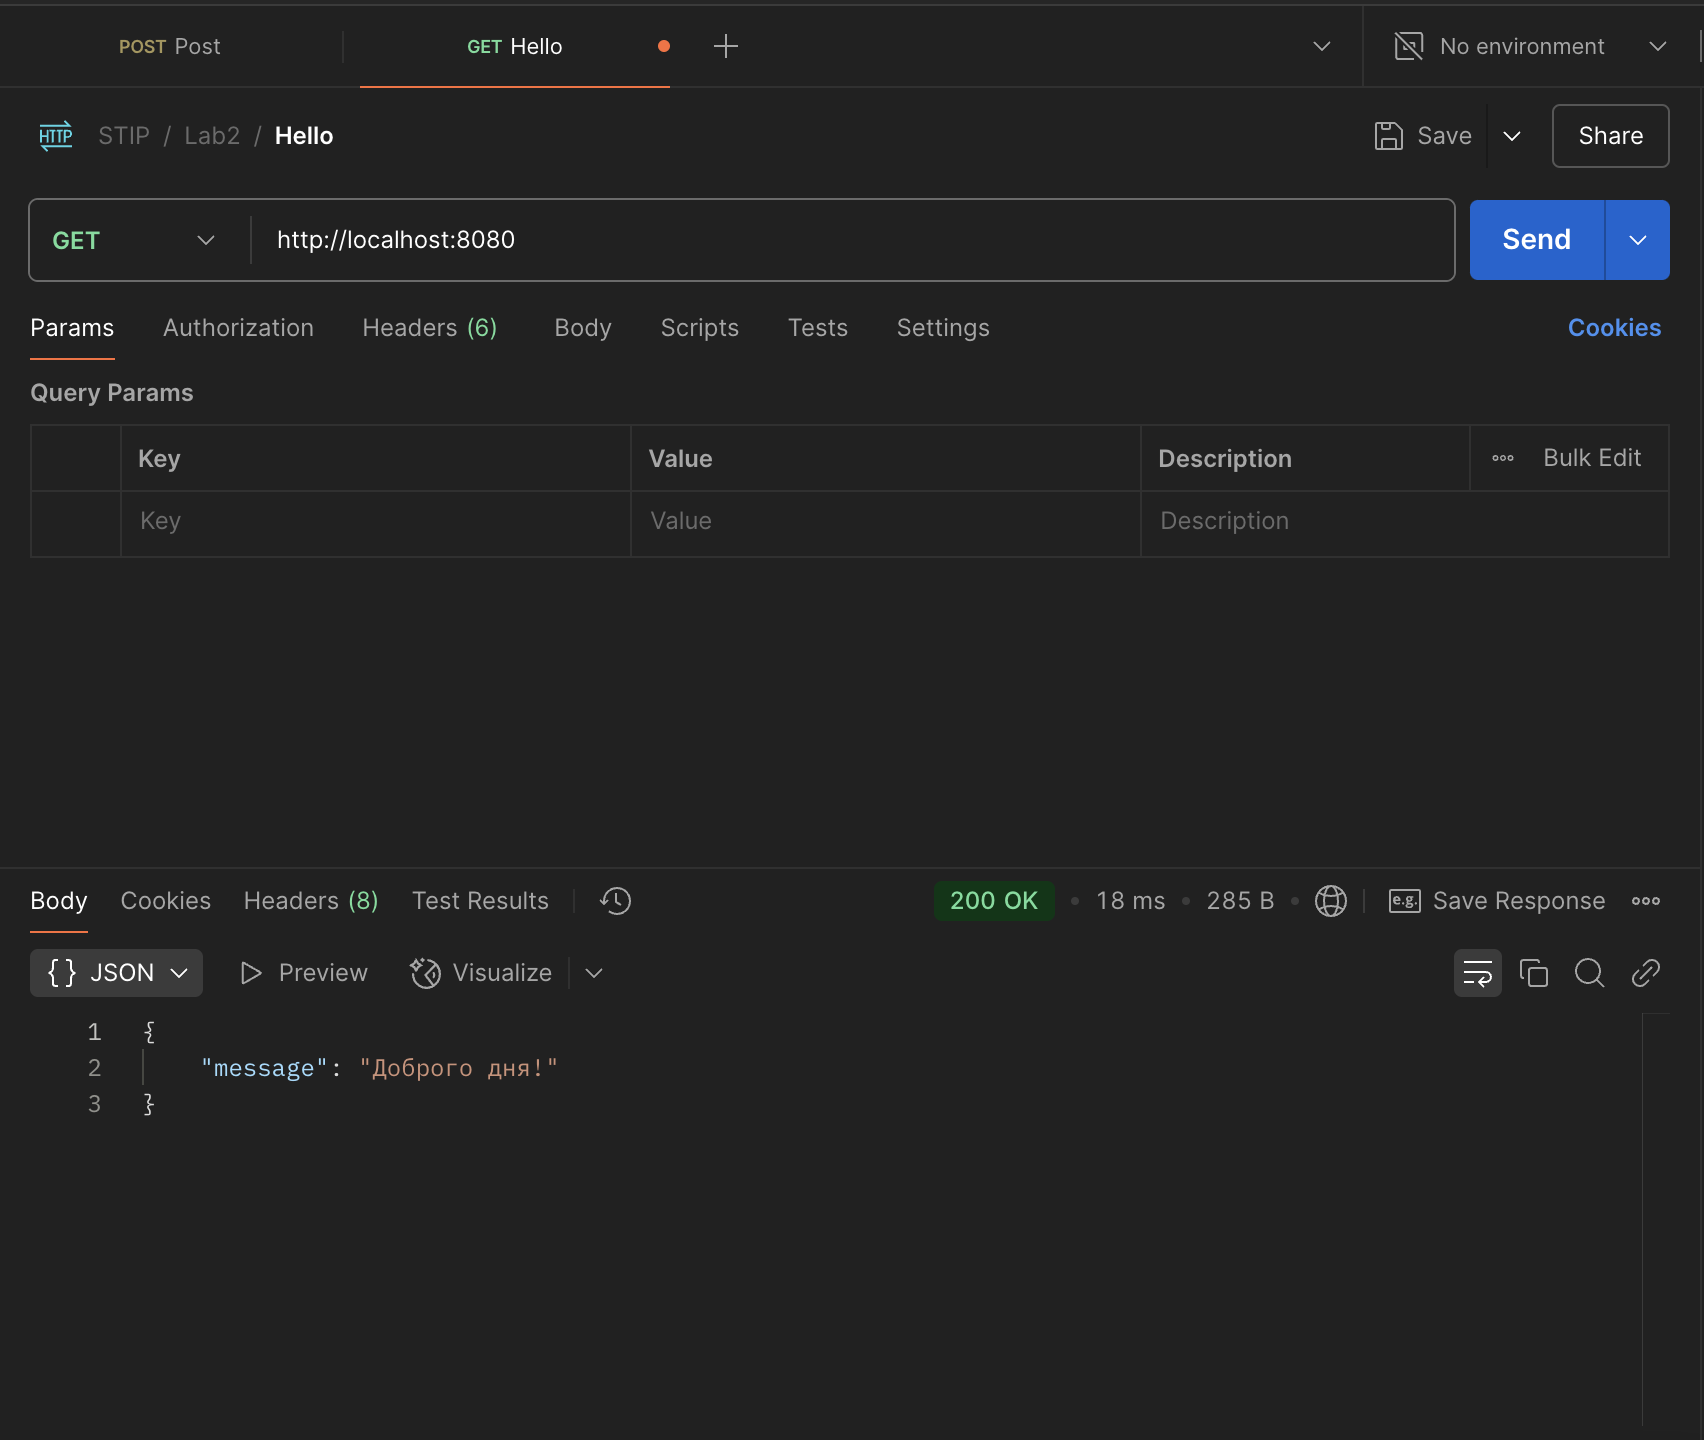 POST Post
GET Hello
No environment
HTTP STIP / Lab2 / Hello
Save
Share
GET
http://localhost:8080
Send
Params Authorization Headers (6) Body Scripts Tests Settings Cookies
Query Params
Key Value Description Bulk Edit
Key Value Description
Body Cookies Headers (8) Test Results
200 OK • 18 ms • 285 B • e.g. Save Response
{} JSON Preview Visualize
1 {
2 "message": "Доброго дня!"
3 }